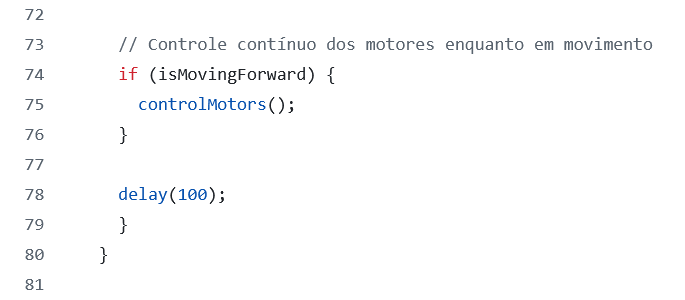 72
73 // Controle contínuo dos motores enquanto em movimento
74 if (isMovingForward) {
75 controlMotors();
76 }
77
78 delay(100);
79 }
80 }
81